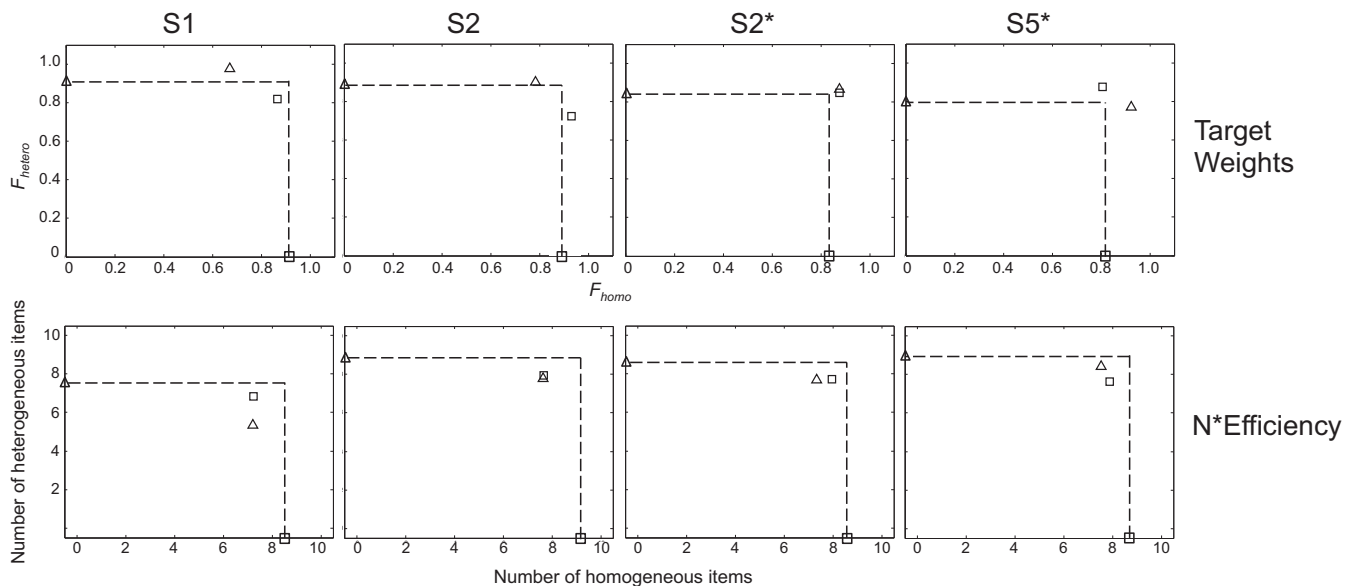 S1 S2 S2* S5*
1.0
0.8
0.6
0.4
0.2
0
F_hetero
0 0.2 0.4 0.6 0.8 1.0 0 0.2 0.4 0.6 0.8 1.0 0 0.2 0.4 0.6 0.8 1.0 0 0.2 0.4 0.6 0.8 1.0
F_homo
Target
Weights
10
8
6
4
2
Number of heterogeneous items
0 2 4 6 8 10 0 2 4 6 8 10 0 2 4 6 8 10 0 2 4 6 8 10
Number of homogeneous items
N*Efficiency